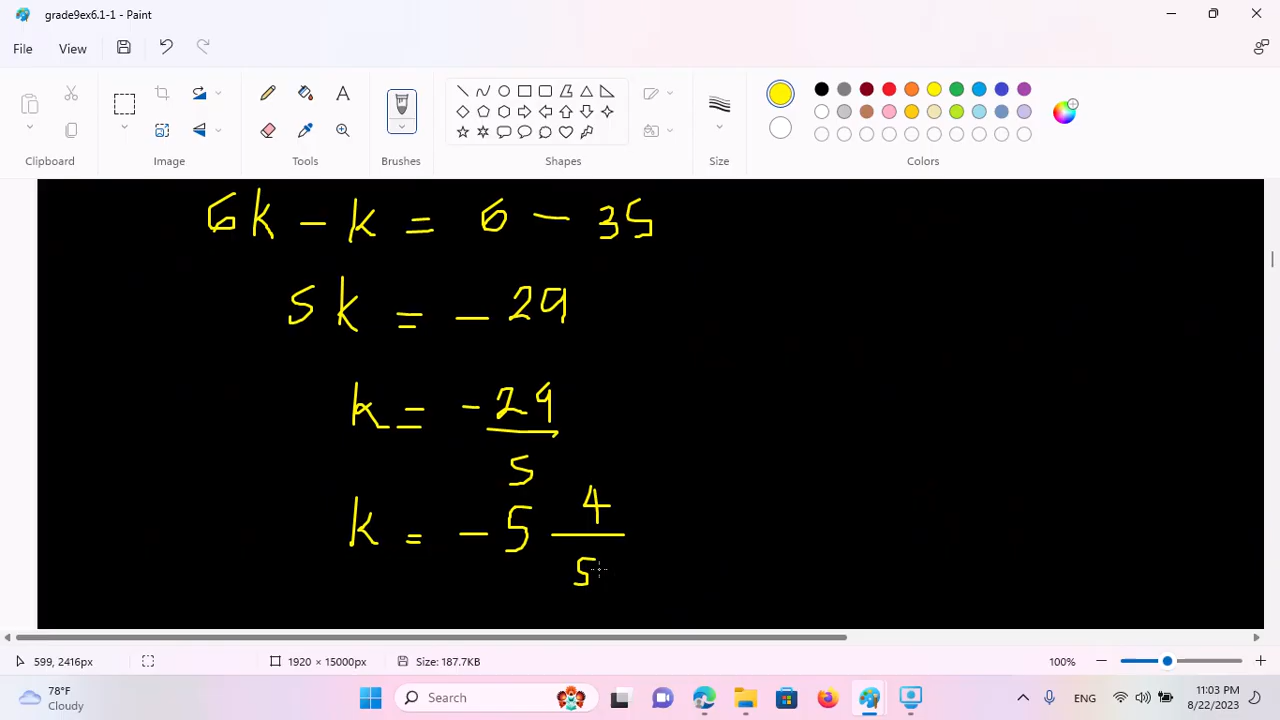 grade9ex6.1-1 - Paint
File View
Clipboard Image Tools Brushes Shapes Size Colors
6k - k = 6 - 35
5k = - 29
k = - 29/5
k = - 5 4/5
599, 2416px 1920 × 15000px Size: 187.7KB 100%
78°F
Cloudy
Search
ENG
11:03 PM
8/22/2023